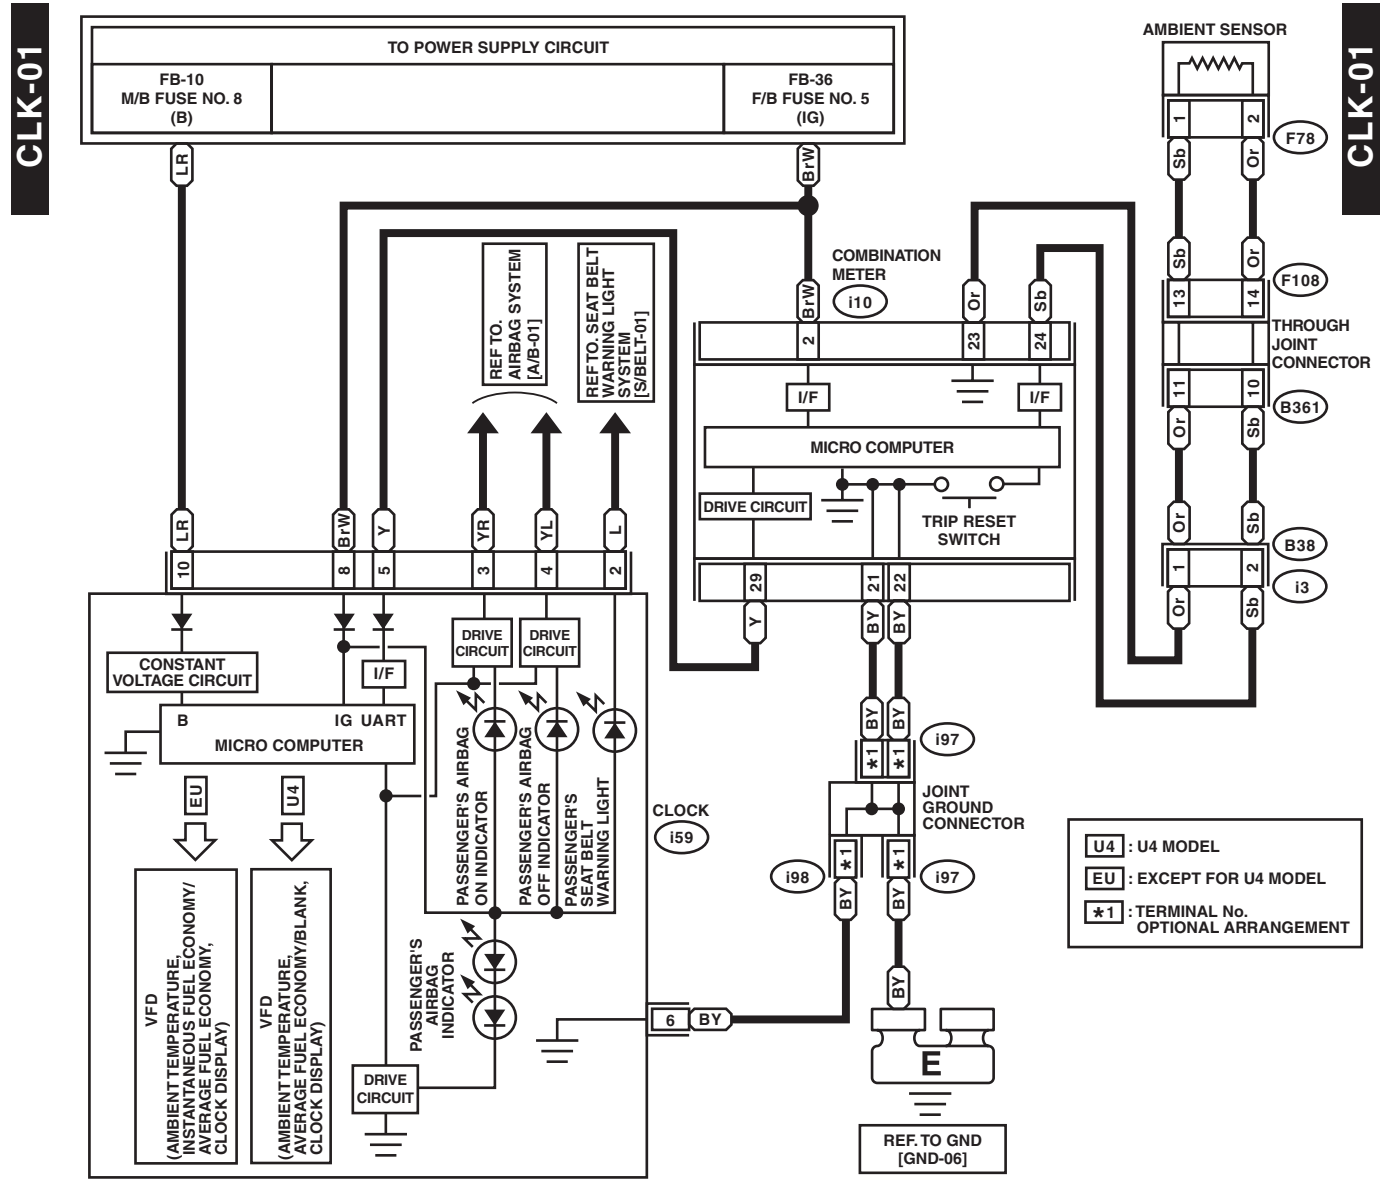 CLK-01
TO POWER SUPPLY CIRCUIT
FB-10
M/B FUSE NO. 8
(B)
FB-36
F/B FUSE NO. 5
(IG)
AMBIENT SENSOR
CLK-01
1
2
F78
LR
BrW
Sb
Or
Sb
Or
F108
13
14
THROUGH
JOINT
CONNECTOR
11
10
B361
Or
Sb
Or
Sb
B38
1
2
i3
Or
Sb
REF TO.
AIRBAG SYSTEM
[A/B-01]
REF TO. SEAT BELT
WARNING LIGHT
SYSTEM
[S/BELT-01]
COMBINATION
METER
i10
BrW
Or
Sb
2
23
24
I/F
I/F
MICRO COMPUTER
DRIVE CIRCUIT
TRIP RESET
SWITCH
29
21
22
Y
BY
BY
LR
BrW
Y
YR
YL
L
10
8
5
3
4
2
CONSTANT
VOLTAGE CIRCUIT
I/F
DRIVE
CIRCUIT
DRIVE
CIRCUIT
B
IG
UART
MICRO COMPUTER
EU
U4
PASSENGER'S AIRBAG
ON INDICATOR
PASSENGER'S AIRBAG
OFF INDICATOR
PASSENGER'S
SEAT BELT
WARNING LIGHT
CLOCK
i59
VFD
(AMBIENT TEMPERATURE,
INSTANTANEOUS FUEL ECONOMY/
AVERAGE FUEL ECONOMY,
CLOCK DISPLAY)
VFD
(AMBIENT TEMPERATURE,
AVERAGE FUEL ECONOMY/BLANK,
CLOCK DISPLAY)
PASSENGER'S
AIRBAG
INDICATOR
DRIVE
CIRCUIT
6
BY
BY
BY
*1
*1
i97
JOINT
GROUND
CONNECTOR
i98
*1
*1
i97
BY
BY
BY
E
REF. TO GND
[GND-06]
U4 : U4 MODEL
EU : EXCEPT FOR U4 MODEL
*1 : TERMINAL No.
OPTIONAL ARRANGEMENT